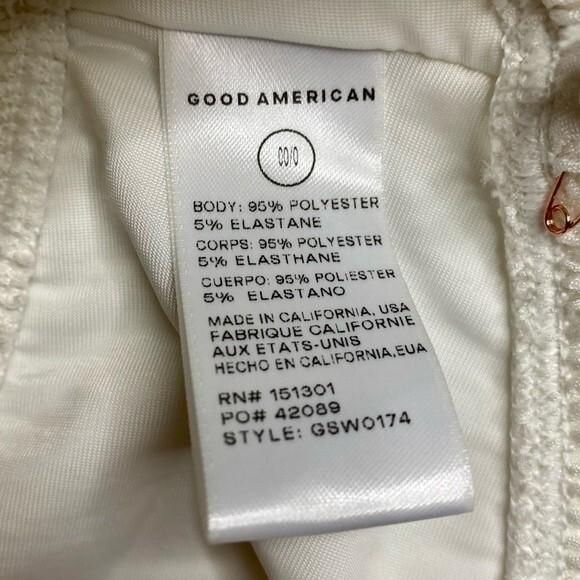 GOOD AMERICAN
00/0
BODY: 95% POLYESTER
5% ELASTANE
CORPS: 95% POLYESTER
5% ELASTHANE
CUERPO: 95% POLIESTER
5% ELASTANO
MADE IN CALIFORNIA, USA
FABRIQUE CALIFORNIE
AUX ETATS-UNIS
HECHO EN CALIFORNIA,EUA
RN# 151301
PO# 42089
STYLE: GSW0174